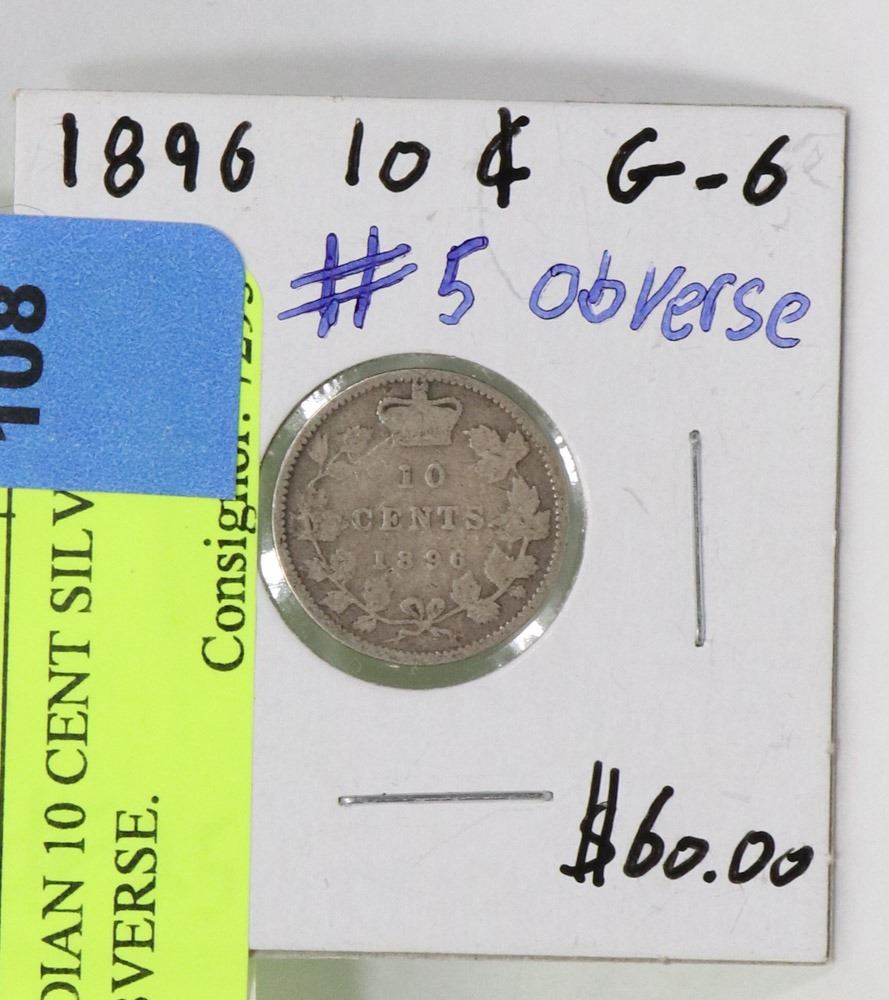 1896 10 ¢ G-6
#5 obverse
10
CENTS
1896
$60.00
108
Consignor:
DIAN 10 CENT SILV
VERSE.